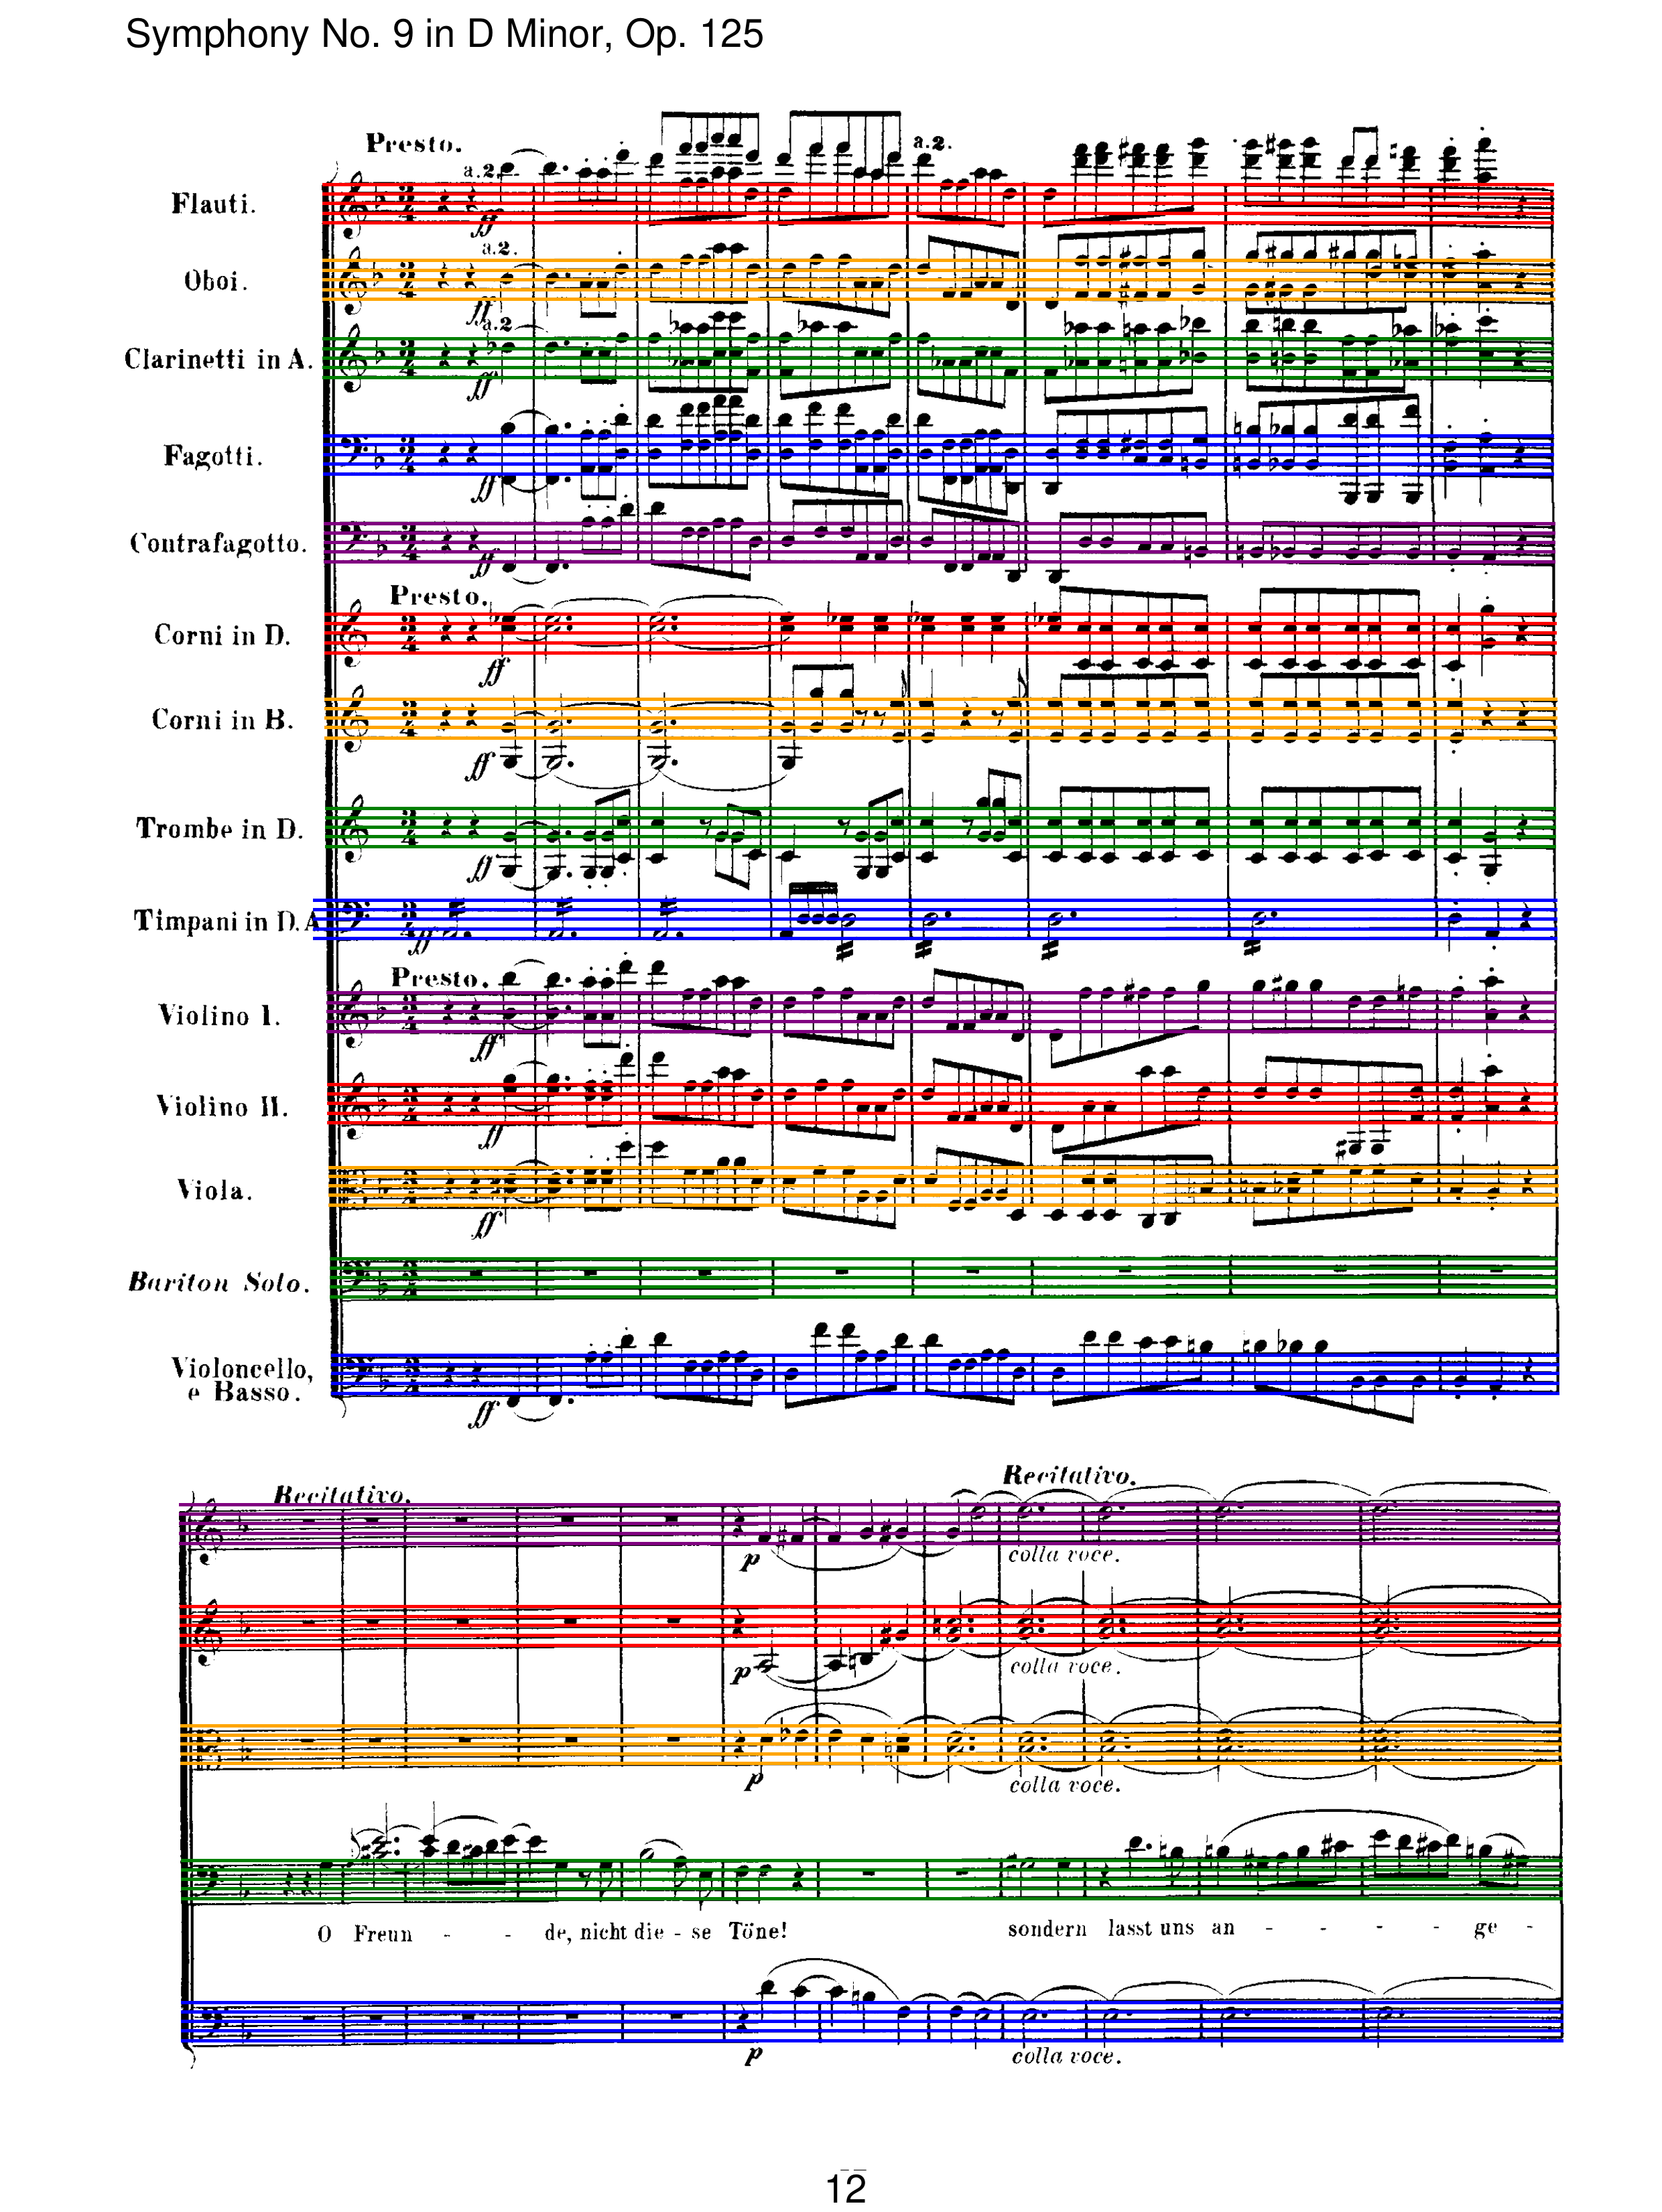 Symphony No. 9 in D Minor, Op. 125
Presto.
a.2.
a.2.
Flauti.
ff
a.2.
Oboi.
ff
a.2
Clarinetti in A.
ff
Fagotti.
ff
Contrafagotto.
ff
Presto.
Corni in D.
ff
Corni in B.
ff
Trombe in D.
ff
Timpani in D.A
ff
Presto.
Violino I.
ff
Violino II.
ff
Viola.
ff
Bariton Solo.
Violoncello,
e Basso.
ff
Recitativo.
Recitativo.
p
colla voce.
p
colla voce.
p
colla voce.
O Freun - - de, nicht die - se Töne! sondern lasst uns an - - - - ge -
p
colla voce.
12